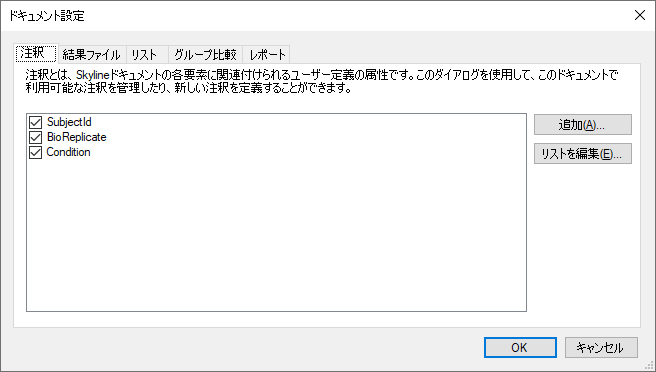 ドキュメント設定
注釈 結果ファイル リスト グループ比較 レポート
注釈とは、Skylineドキュメントの各要素に関連付けられるユーザー定義の属性です。このダイアログを使用して、このドキュメントで
利用可能な注釈を管理したり、新しい注釈を定義することができます。
SubjectId
BioReplicate
Condition
追加(A)...
リストを編集(E)...
OK キャンセル